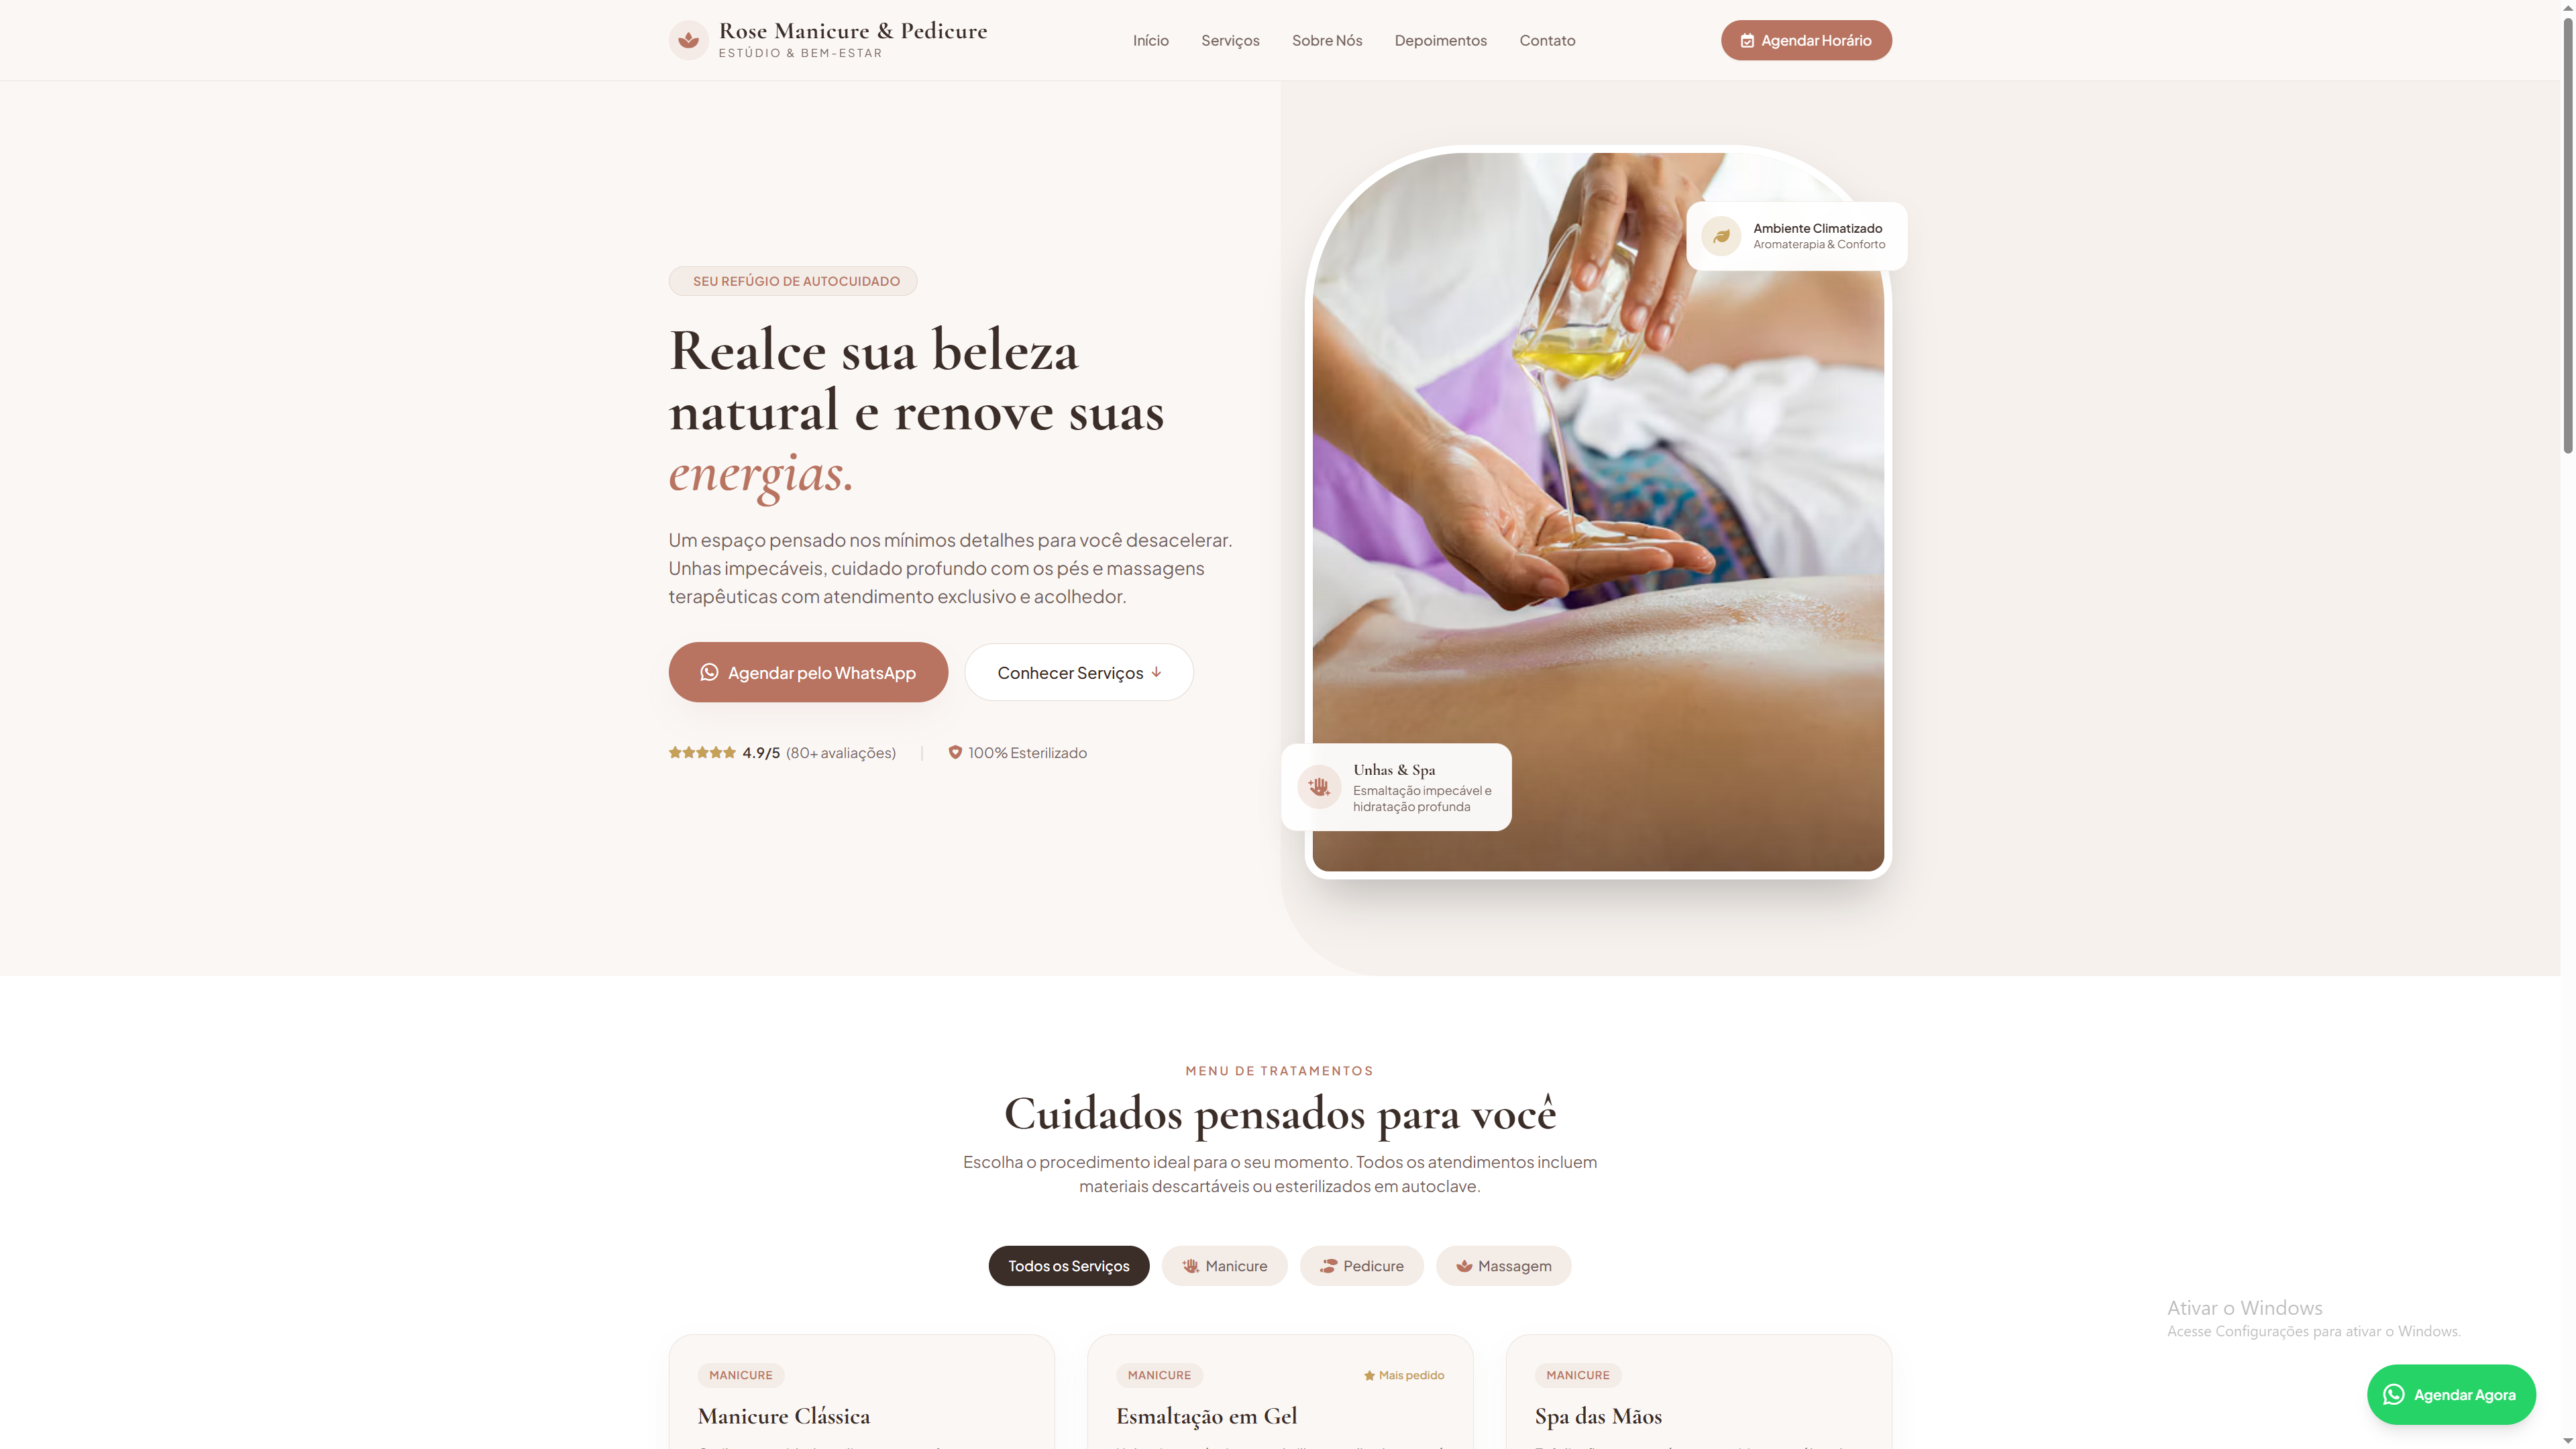 Rose Manicure & Pedicure
ESTÚDIO & BEM-ESTAR
Início
Serviços
Sobre Nós
Depoimentos
Contato
Agendar Horário
SEU REFÚGIO DE AUTOCUIDADO
Realce sua beleza
natural e renove suas
energias.
Um espaço pensado nos mínimos detalhes para você desacelerar.
Unhas impecáveis, cuidado profundo com os pés e massagens
terapêuticas com atendimento exclusivo e acolhedor.
Agendar pelo WhatsApp
Conhecer Serviços
4.9/5 (80+ avaliações)
100% Esterilizado
Ambiente Climatizado
Aromaterapia & Conforto
Unhas & Spa
Esmaltação impecável e
hidratação profunda
MENU DE TRATAMENTOS
Cuidados pensados para você
Escolha o procedimento ideal para o seu momento. Todos os atendimentos incluem
materiais descartáveis ou esterilizados em autoclave.
Todos os Serviços
Manicure
Pedicure
Massagem
MANICURE
Manicure Clássica
MANICURE
Mais pedido
Esmaltação em Gel
MANICURE
Spa das Mãos
Ativar o Windows
Acesse Configurações para ativar o Windows.
Agendar Agora